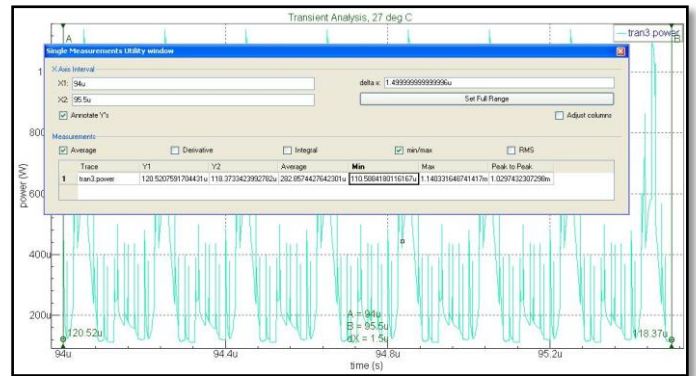 Transient Analysis, 27 deg C
A
B
tran3.power
Single Measurements Utility window
X Axis Interval
X1: 94u
delta x: 1.499999999999996u
X2: 95.5u
Set Full Range
Annotate Y's
Adjust columns
Measurements
Average Derivative Integral min/max RMS
Trace Y1 Y2 Average Min Max Peak to Peak
1 tran3.power 120.5207591704431u 118.3733423992782u 282.8574427642301u 110.5884180116167u 1.140331648741417m 1.0297432307298m
power (W)
1
800
600
400u
200u
120.52u
A = 94u
B = 95.5u
dX = 1.5u
118.37u
94u 94.4u 94.8u 95.2u
time (s)